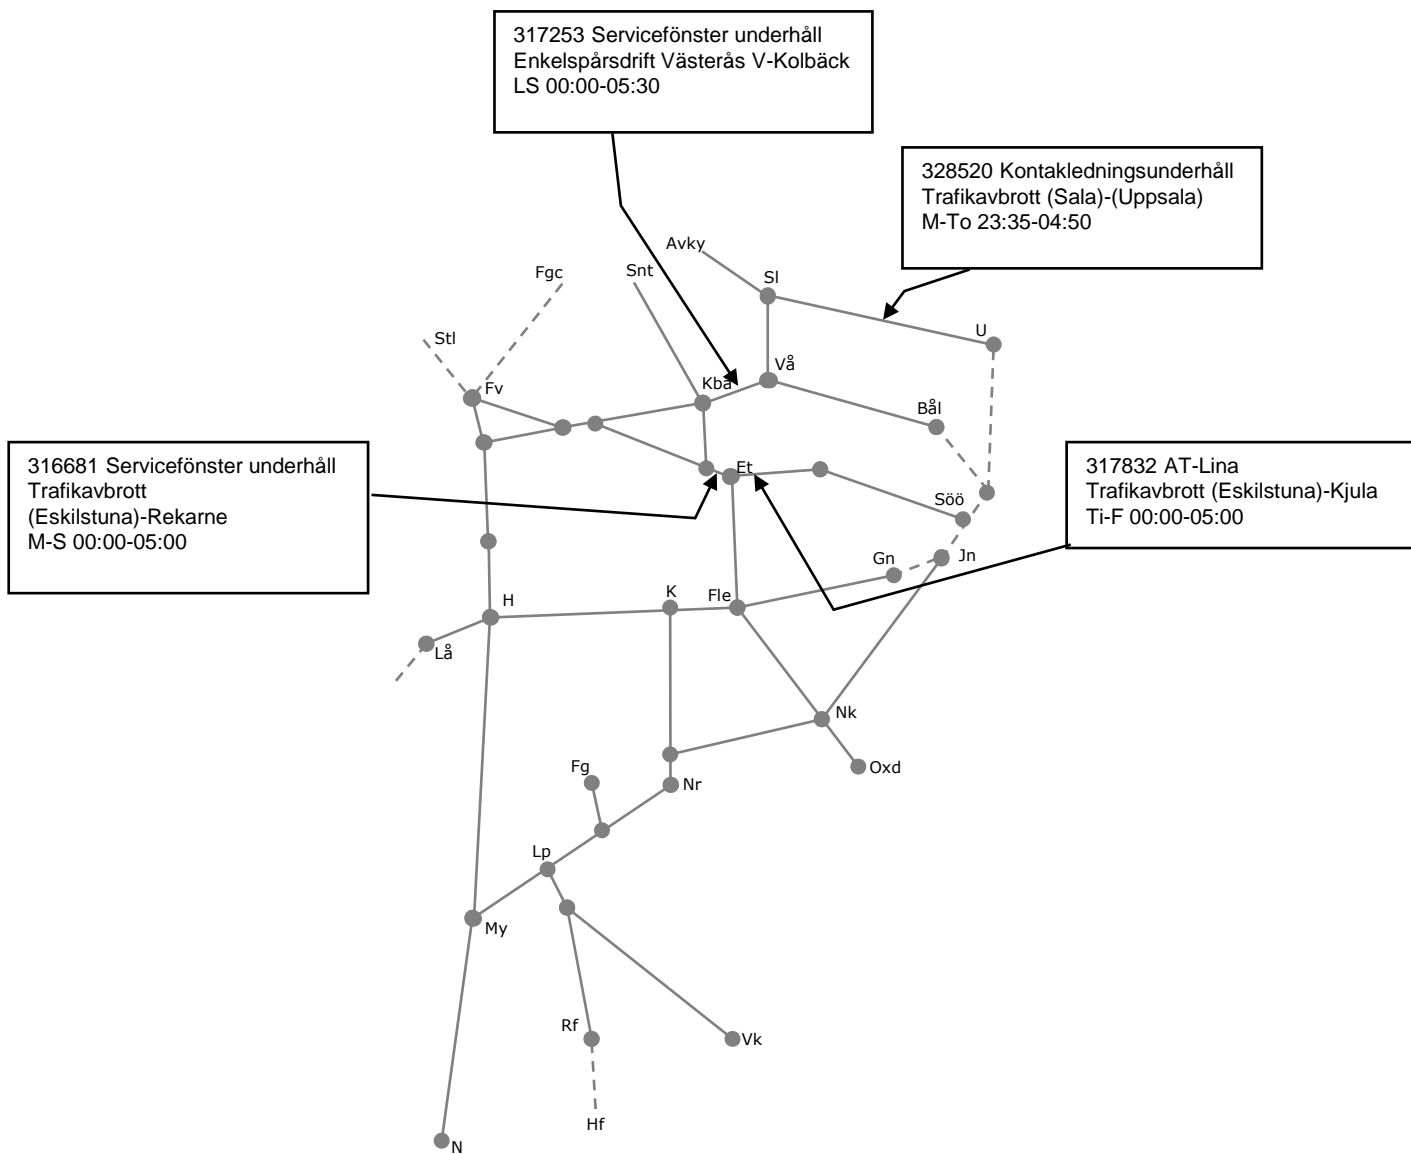 317253 Servicefönster underhåll
Enkelspårsdrift Västerås V-Kolbäck
LS 00:00-05:30
328520 Kontakledningsunderhåll
Trafikavbrott (Sala)-(Uppsala)
M-To 23:35-04:50
Avky
Fgc
Snt
Sl
Stl
U
Vå
Kbä
Fv
Bål
316681 Servicefönster underhåll
Trafikavbrott
(Eskilstuna)-Rekarne
M-S 00:00-05:00
Et
317832 AT-Lina
Trafikavbrott (Eskilstuna)-Kjula
Ti-F 00:00-05:00
Söö
Gn
Jn
H
K
Fle
Lå
Nk
Fg
Oxd
Nr
Lp
My
Rf
Vk
Hf
N